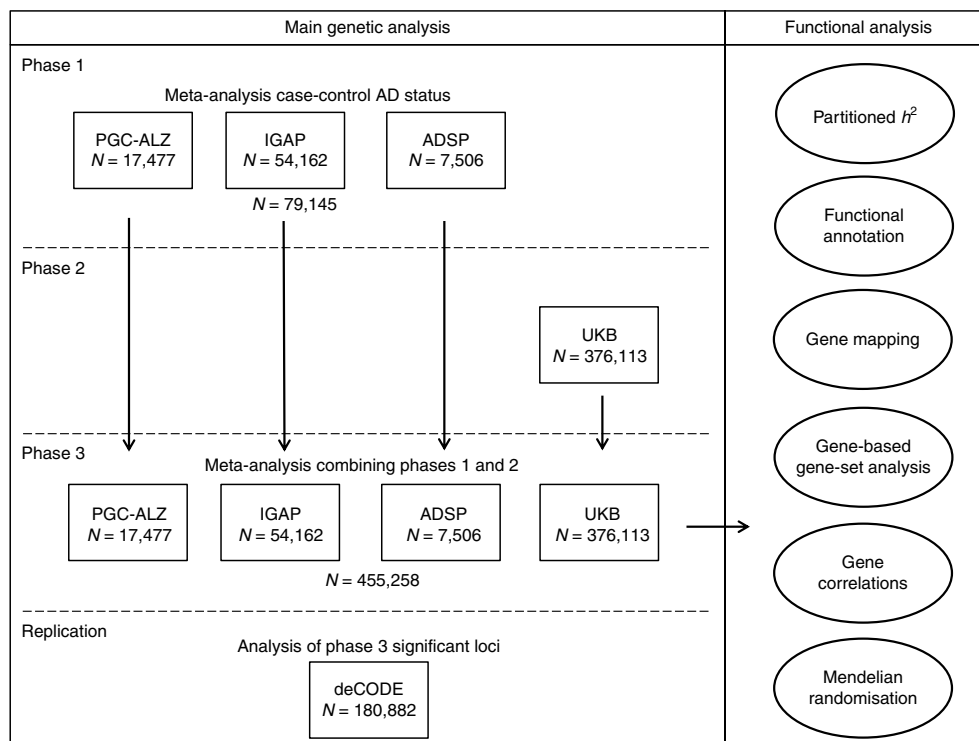 Main genetic analysis
Functional analysis
Phase 1
Meta-analysis case-control AD status
PGC-ALZ
N = 17,477
IGAP
N = 54,162
ADSP
N = 7,506
N = 79,145
Phase 2
UKB
N = 376,113
Phase 3
Meta-analysis combining phases 1 and 2
PGC-ALZ
N = 17,477
IGAP
N = 54,162
ADSP
N = 7,506
UKB
N = 376,113
N = 455,258
Replication
Analysis of phase 3 significant loci
deCODE
N = 180,882
Partitioned h²
Functional
annotation
Gene mapping
Gene-based
gene-set analysis
Gene
correlations
Mendelian
randomisation